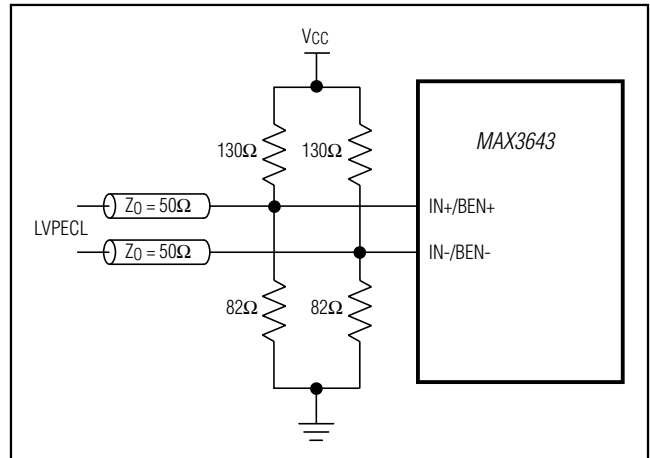 VCC
130Ω 130Ω
MAX3643
Z0 = 50Ω
IN+/BEN+
LVPECL
Z0 = 50Ω
IN-/BEN-
82Ω 82Ω